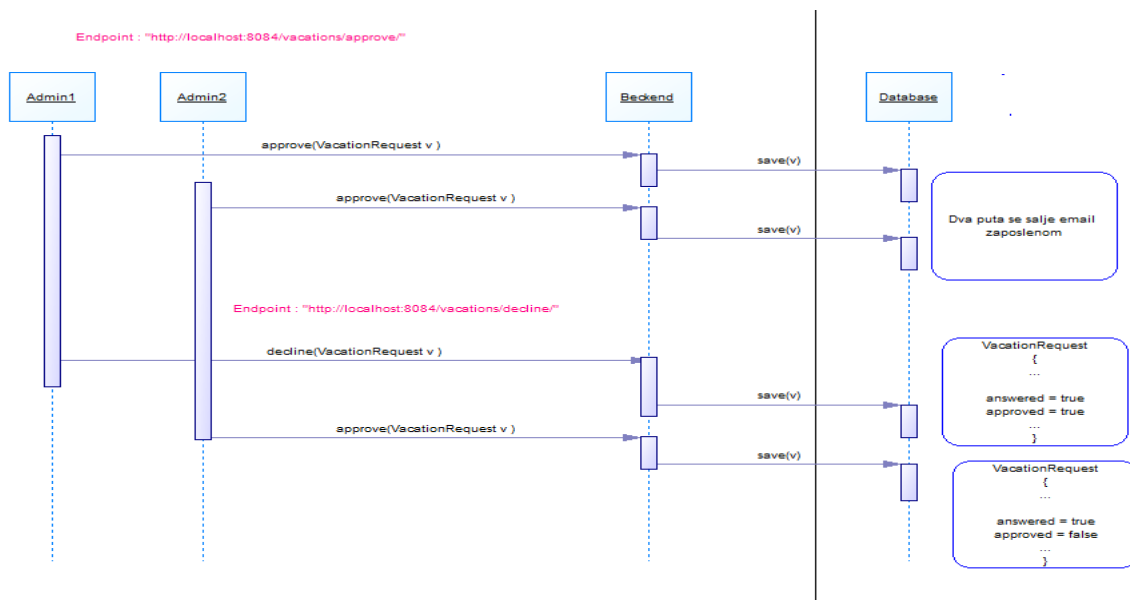 Endpoint : "http://localhost:8084/vacations/approve/"
Admin1
Admin2
Beckend
Database
approve(VacationRequest v )
save(v)
approve(VacationRequest v )
save(v)
Dva puta se salje email
zaposlenom
Endpoint : "http://localhost:8084/vacations/decline/"
decline(VacationRequest v )
save(v)
VacationRequest
{
...
answered = true
approved = true
...
}
approve(VacationRequest v )
save(v)
VacationRequest
{
...
answered = true
approved = false
...
}